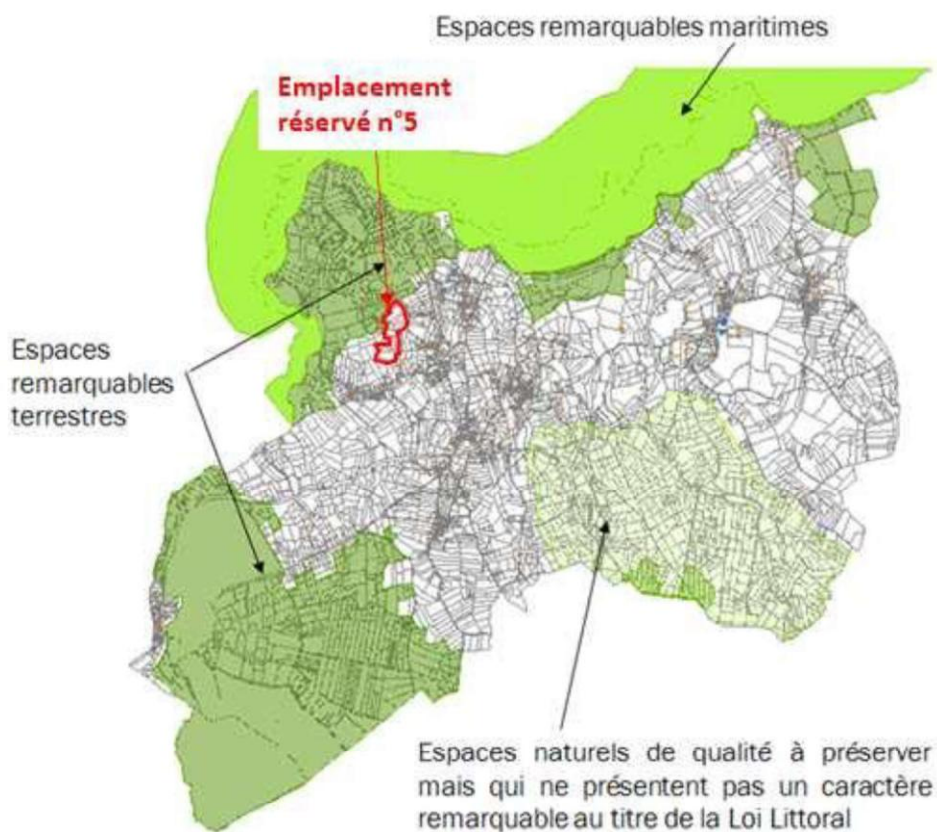 Espaces remarquables maritimes
Emplacement
réservé n°5
Espaces
remarquables
terrestres
Espaces naturels de qualité à préserver
mais qui ne présentent pas un caractère
remarquable au titre de la Loi Littoral